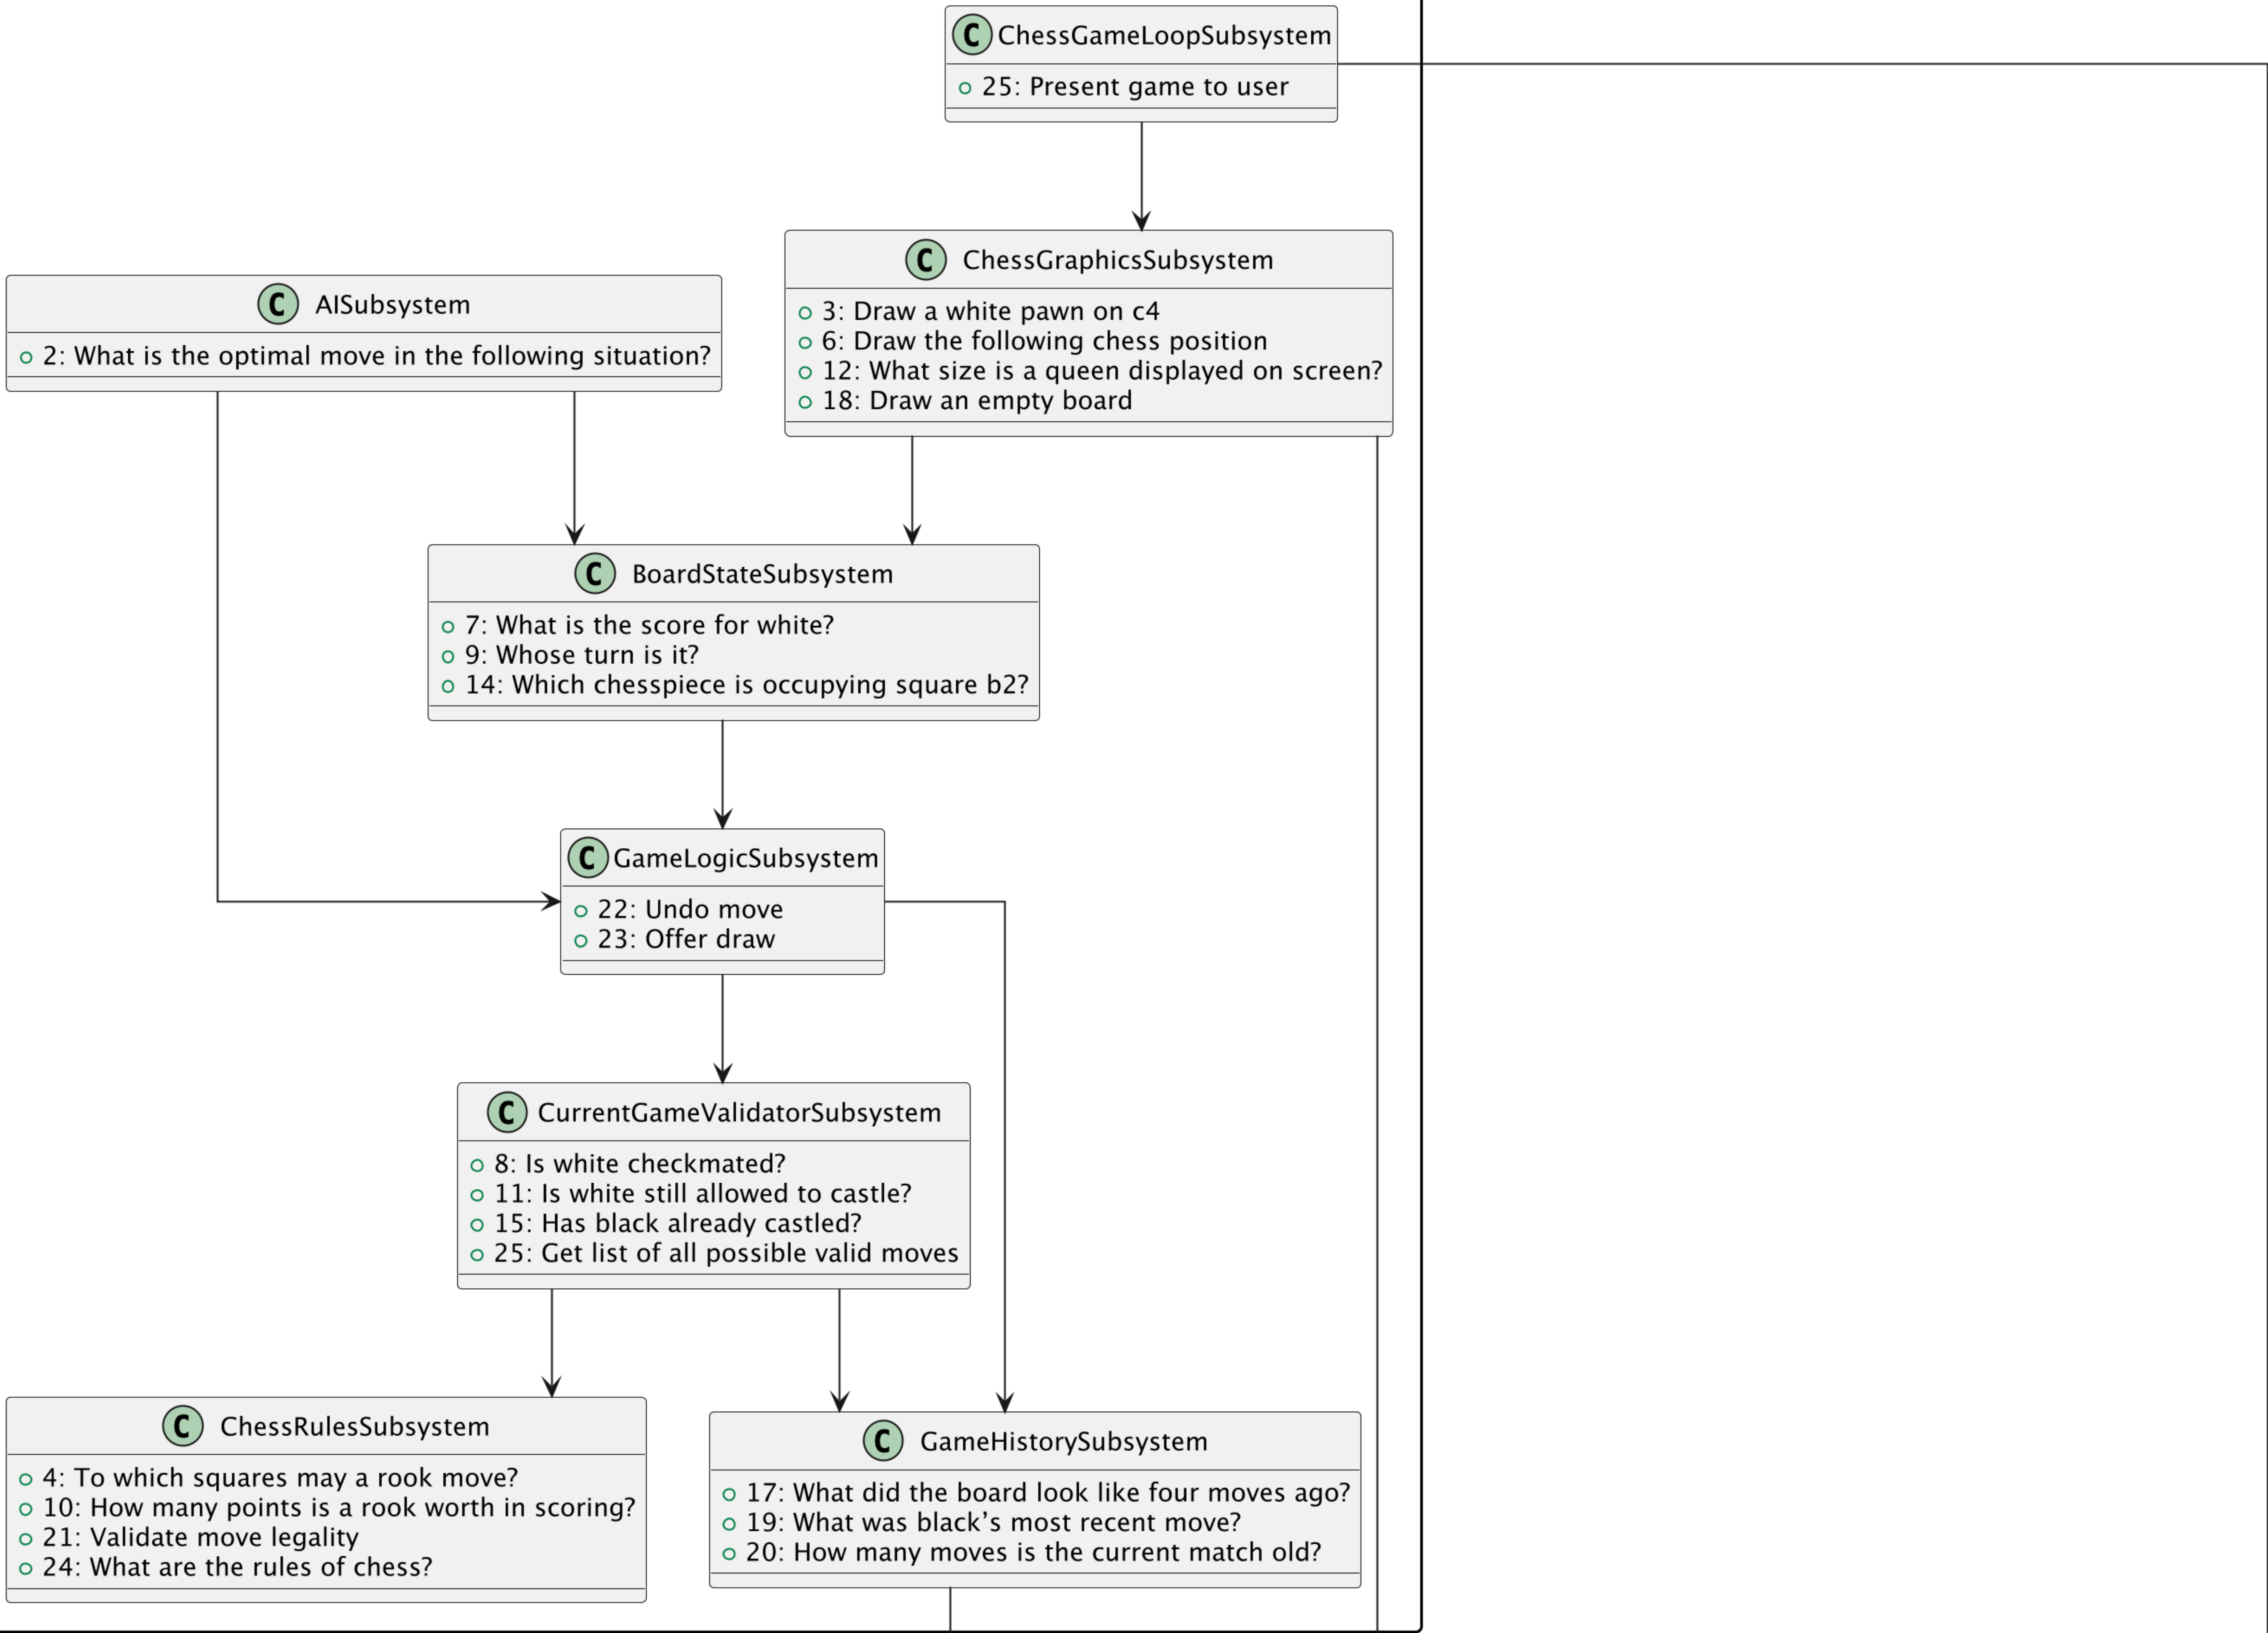 C ChessGameLoopSubsystem
25: Present game to user
C ChessGraphicsSubsystem
3: Draw a white pawn on c4
6: Draw the following chess position
12: What size is a queen displayed on screen?
18: Draw an empty board
C AISubsystem
2: What is the optimal move in the following situation?
C BoardStateSubsystem
7: What is the score for white?
9: Whose turn is it?
14: Which chesspiece is occupying square b2?
C GameLogicSubsystem
22: Undo move
23: Offer draw
C CurrentGameValidatorSubsystem
8: Is white checkmated?
11: Is white still allowed to castle?
15: Has black already castled?
25: Get list of all possible valid moves
C ChessRulesSubsystem
4: To which squares may a rook move?
10: How many points is a rook worth in scoring?
21: Validate move legality
24: What are the rules of chess?
C GameHistorySubsystem
17: What did the board look like four moves ago?
19: What was black’s most recent move?
20: How many moves is the current match old?